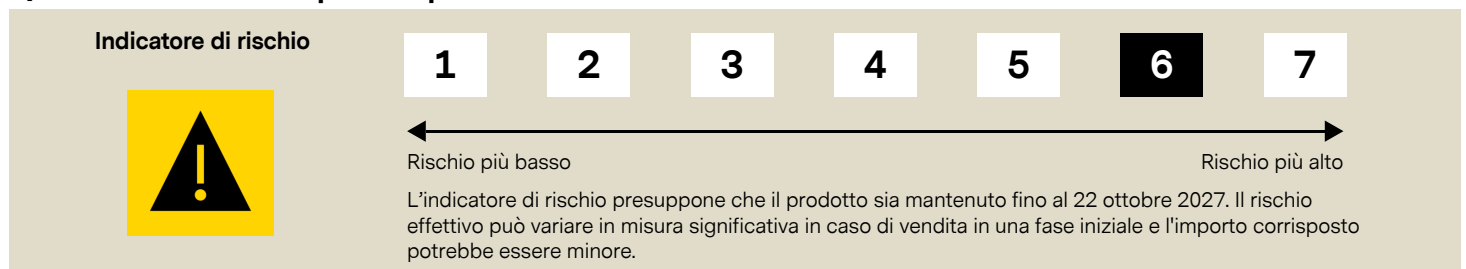 Indicatore di rischio
1 2 3 4 5 6 7
Rischio più basso Rischio più alto
L'indicatore di rischio presuppone che il prodotto sia mantenuto fino al 22 ottobre 2027. Il rischio
effettivo può variare in misura significativa in caso di vendita in una fase iniziale e l'importo corrisposto
potrebbe essere minore.